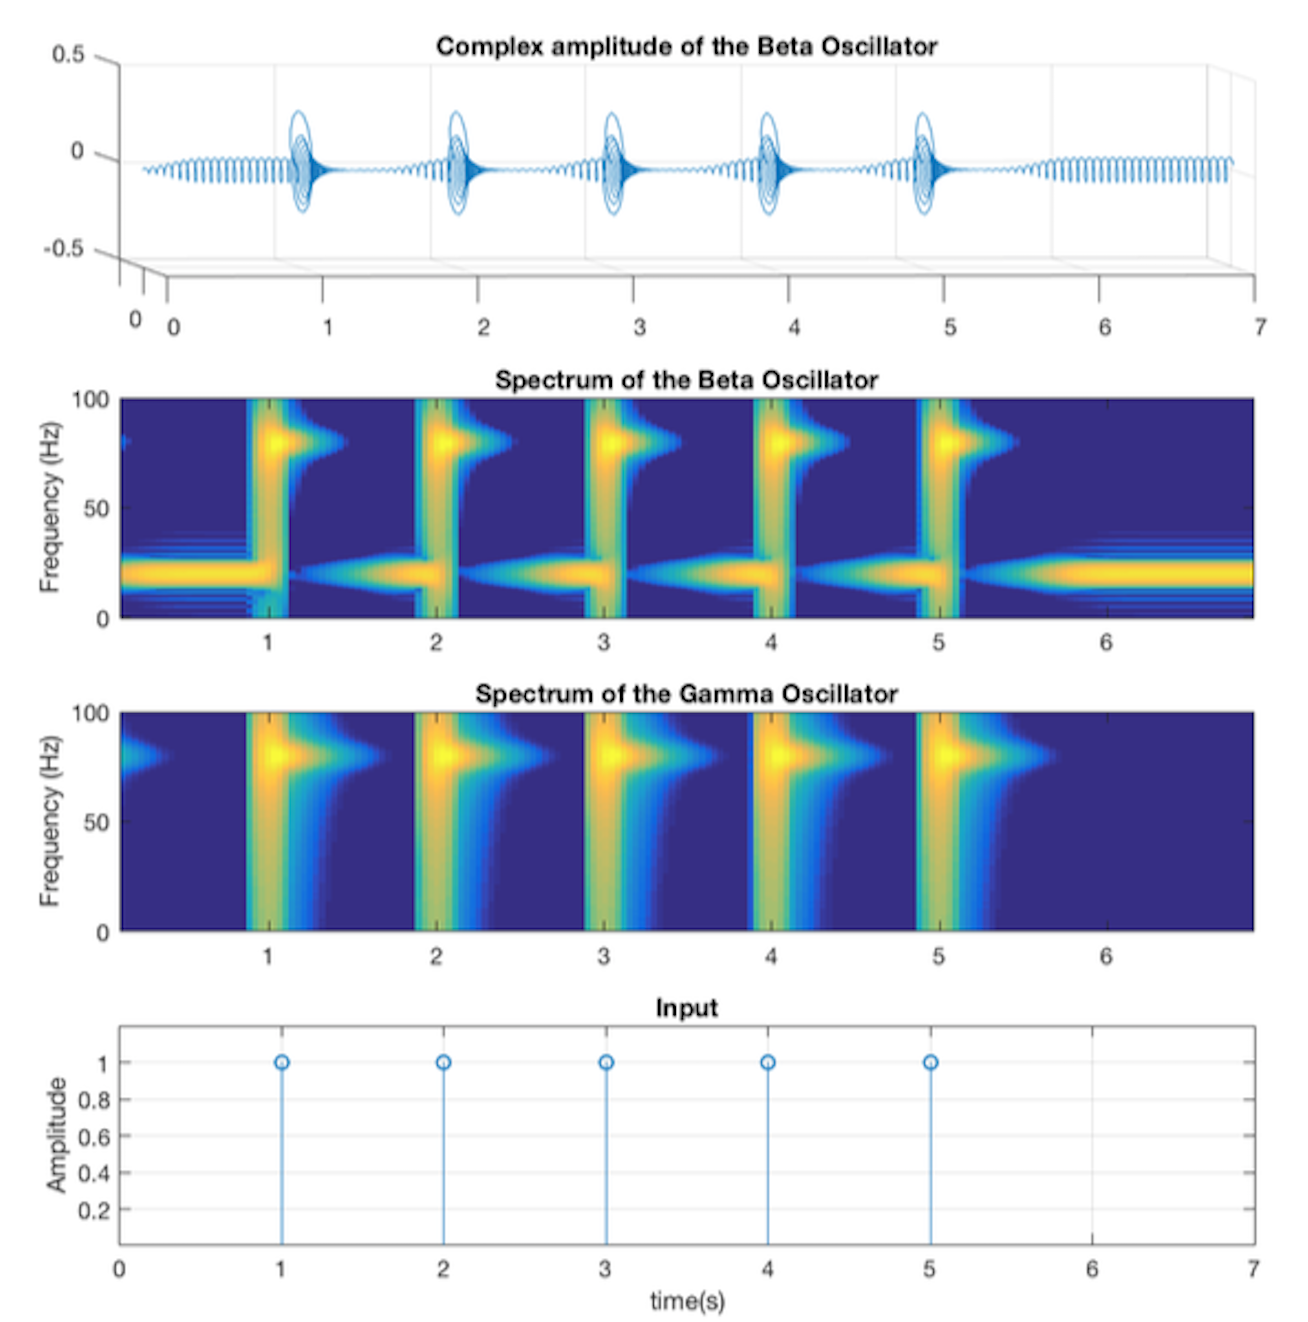 Complex amplitude of the Beta Oscillator
0.5
0
-0.5
0 0 1 2 3 4 5 6 7
Spectrum of the Beta Oscillator
Frequency (Hz)
100
50
0
1 2 3 4 5 6
Spectrum of the Gamma Oscillator
Frequency (Hz)
100
50
0
1 2 3 4 5 6
Input
Amplitude
1
0.8
0.6
0.4
0.2
0 1 2 3 4 5 6 7
time(s)